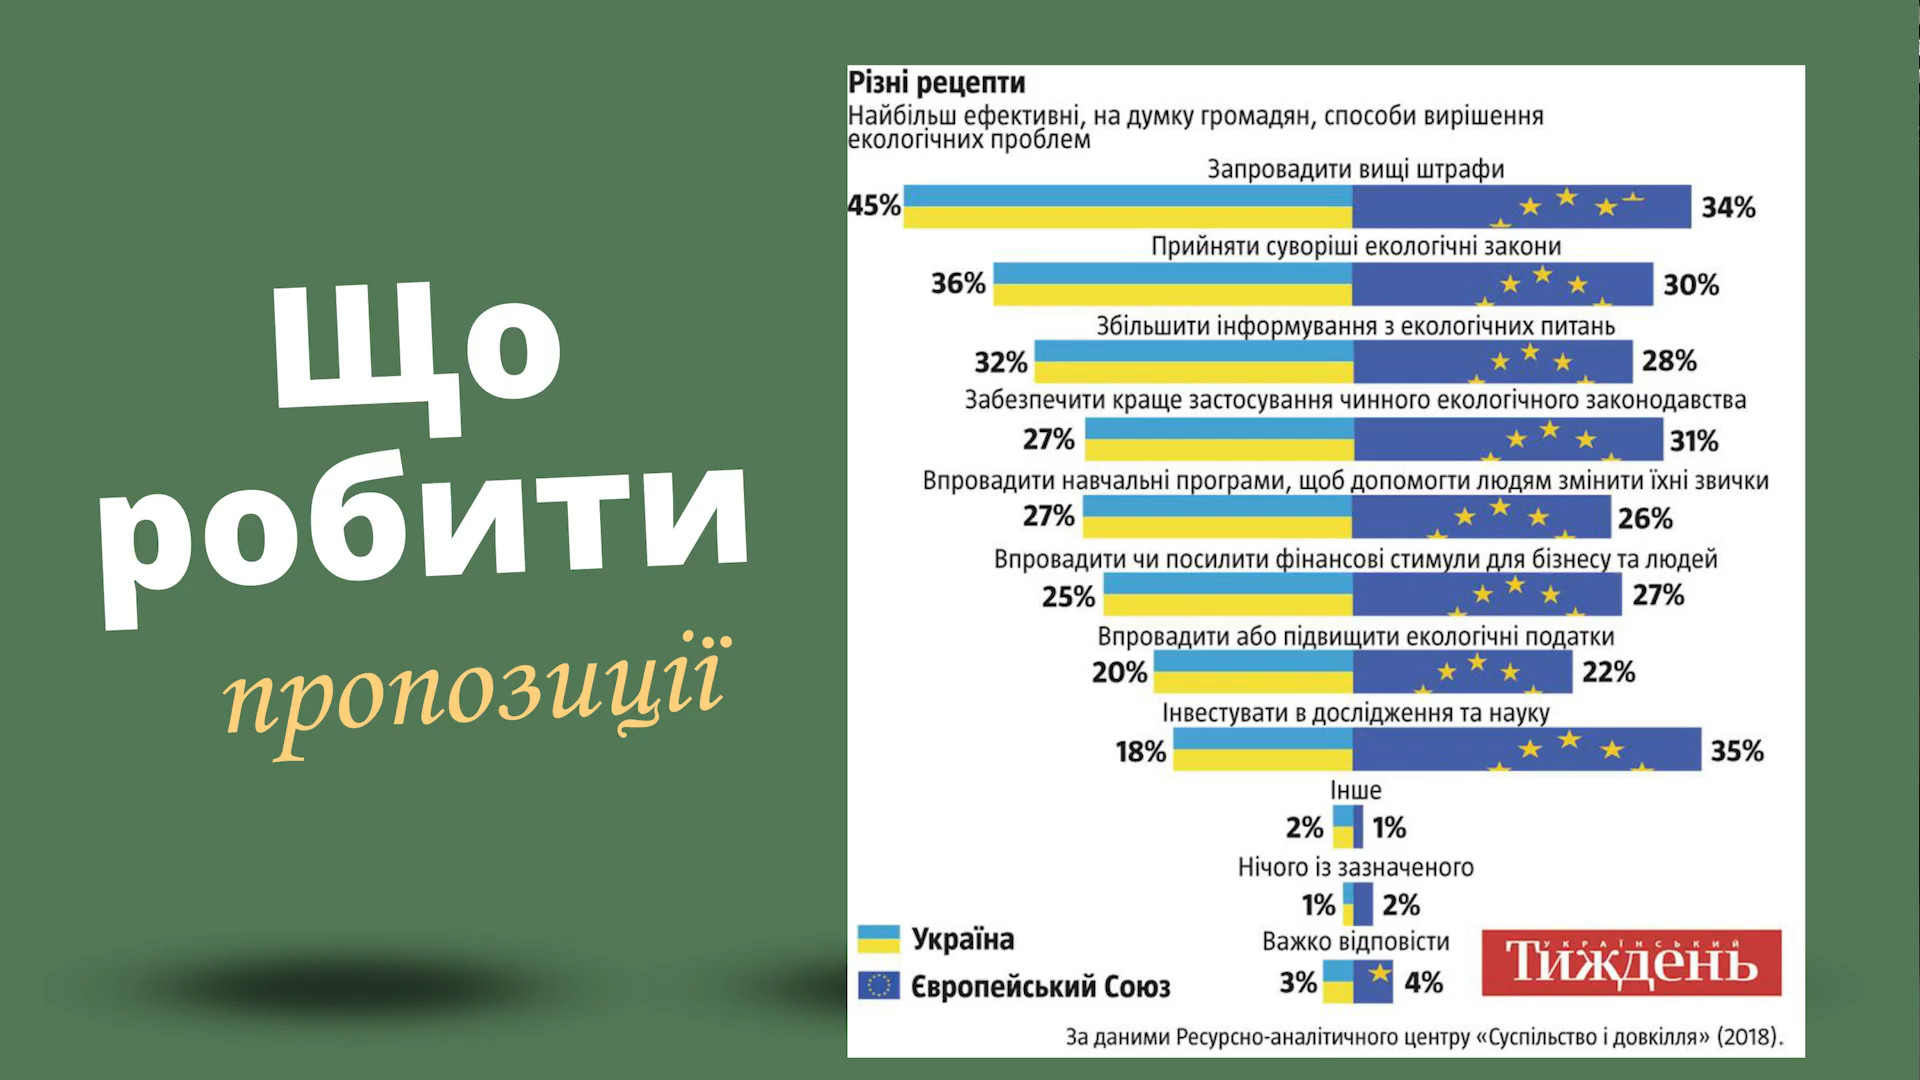 Що
робити
пропозиції
Різні рецепти
Найбільш ефективні, на думку громадян, способи вирішення
екологічних проблем
Запровадити вищі штрафи
45% 34%
Прийняти суворіші екологічні закони
36% 30%
Збільшити інформування з екологічних питань
32% 28%
Забезпечити краще застосування чинного екологічного законодавства
27% 31%
Впровадити навчальні програми, щоб допомогти людям змінити їхні звички
27% 26%
Впровадити чи посилити фінансові стимули для бізнесу та людей
25% 27%
Впровадити або підвищити екологічні податки
20% 22%
Інвестувати в дослідження та науку
18% 35%
Інше
2% 1%
Нічого із зазначеного
1% 2%
Важко відповісти
3% 4%
Україна
Європейський Союз
УКРАЇНСЬКИЙ
Тиждень
За даними Ресурсно-аналітичного центру «Суспільство і довкілля» (2018).